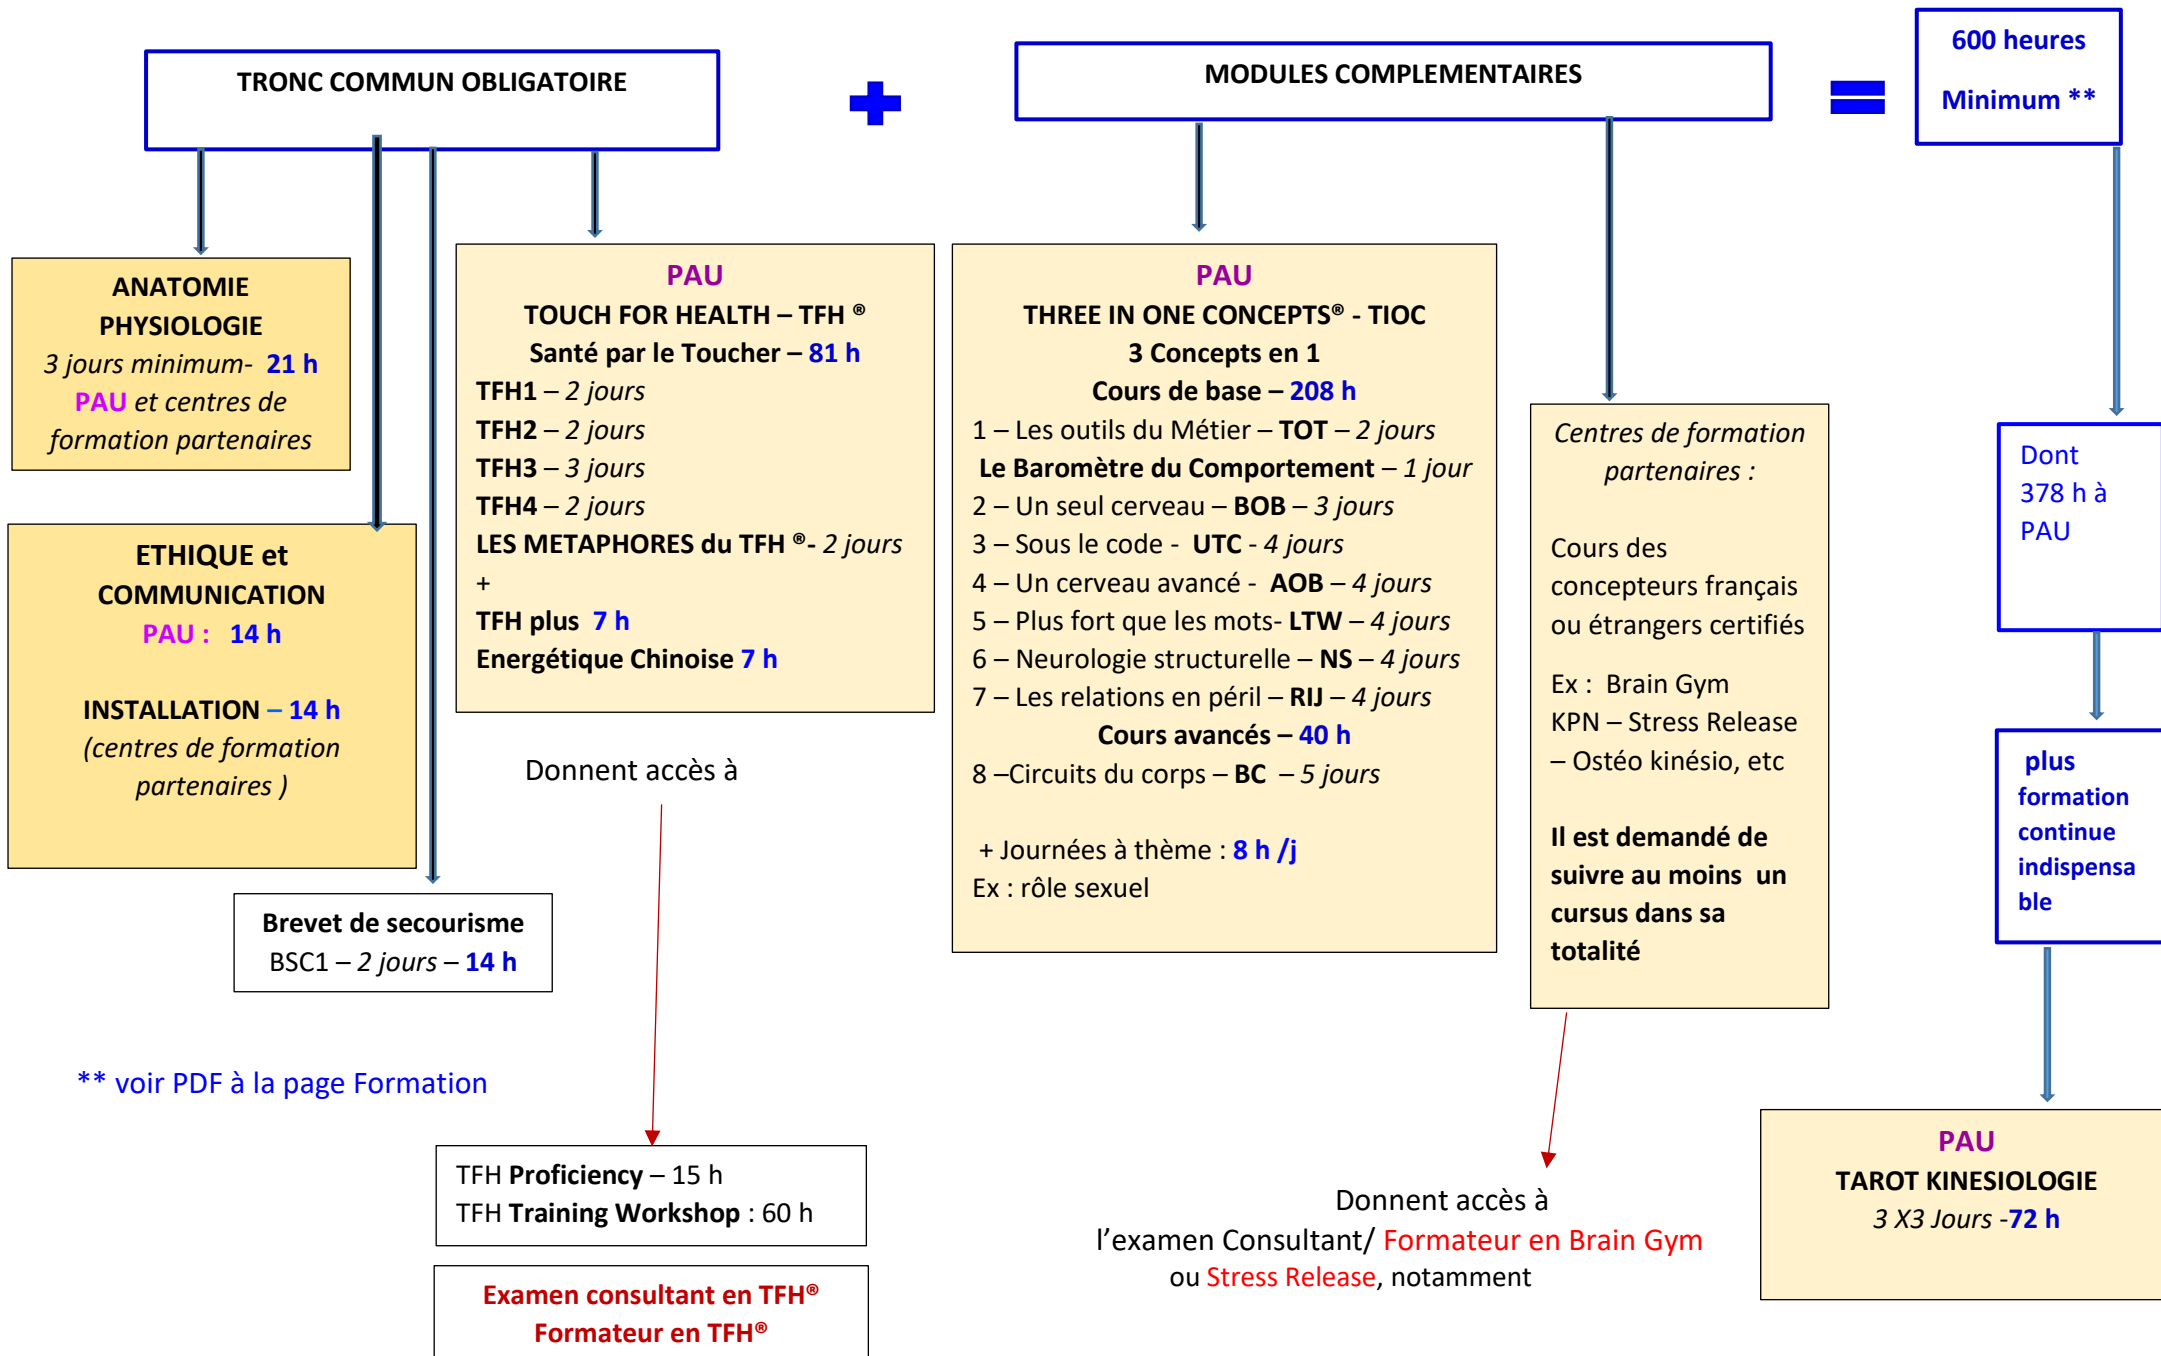 TRONC COMMUN OBLIGATOIRE
MODULES COMPLEMENTAIRES
600 heures
Minimum **
ANATOMIE
PHYSIOLOGIE
3 jours minimum-  21 h
PAU et centres de
formation partenaires
ETHIQUE et
COMMUNICATION
PAU :   14 h
INSTALLATION – 14 h
(centres de formation
partenaires )
Brevet de secourisme
BSC1 – 2 jours – 14 h
PAU
TOUCH FOR HEALTH – TFH ®
Santé par le Toucher – 81 h
TFH1 – 2 jours
TFH2 – 2 jours
TFH3 – 3 jours
TFH4 – 2 jours
LES METAPHORES du TFH ®- 2 jours
+
TFH plus  7 h
Energétique Chinoise 7 h
Donnent accès à
TFH Proficiency – 15 h
TFH Training Workshop : 60 h
Examen consultant en TFH®
Formateur en TFH®
PAU
THREE IN ONE CONCEPTS® - TIOC
3 Concepts en 1
Cours de base – 208 h
1 – Les outils du Métier – TOT – 2 jours
Le Baromètre du Comportement – 1 jour
2 – Un seul cerveau – BOB – 3 jours
3 – Sous le code -  UTC - 4 jours
4 – Un cerveau avancé -  AOB – 4 jours
5 – Plus fort que les mots- LTW – 4 jours
6 – Neurologie structurelle – NS – 4 jours
7 – Les relations en péril – RIJ – 4 jours
Cours avancés – 40 h
8 –Circuits du corps – BC  – 5 jours
+ Journées à thème : 8 h /j
Ex : rôle sexuel
Centres de formation
partenaires :
Cours des
concepteurs français
ou étrangers certifiés
Ex :  Brain Gym
KPN – Stress Release
– Ostéo kinésio, etc
Il est demandé de
suivre au moins  un
cursus dans sa
totalité
Donnent accès à
l’examen Consultant/ Formateur en Brain Gym
ou Stress Release, notamment
Dont
378 h à
PAU
plus
formation
continue
indispensa
ble
PAU
TAROT KINESIOLOGIE
3 X3 Jours -72 h
** voir PDF à la page Formation